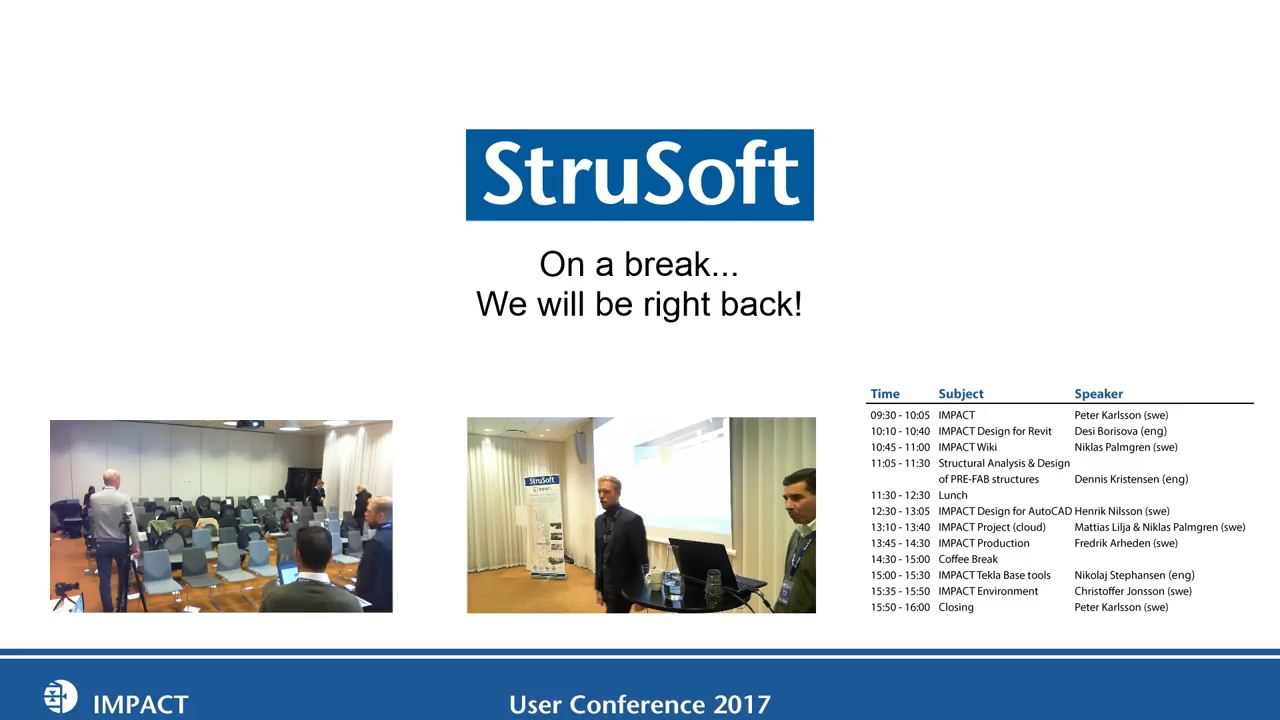 StruSoft
On a break...
We will be right back!
Time Subject Speaker
09:30 - 10:05 IMPACT Peter Karlsson (swe)
10:10 - 10:40 IMPACT Design for Revit Desi Borisova (eng)
10:45 - 11:00 IMPACT Wiki Niklas Palmgren (swe)
11:05 - 11:30 Structural Analysis & Design
of PRE-FAB structures Dennis Kristensen (eng)
11:30 - 12:30 Lunch
12:30 - 13:05 IMPACT Design for AutoCAD Henrik Nilsson (swe)
13:10 - 13:40 IMPACT Project (cloud) Mattias Lilja & Niklas Palmgren (swe)
13:45 - 14:30 IMPACT Production Fredrik Arheden (swe)
14:30 - 15:00 Coffee Break
15:00 - 15:30 IMPACT Tekla Base tools Nikolaj Stephansen (eng)
15:35 - 15:50 IMPACT Environment Christoffer Jonsson (swe)
15:50 - 16:00 Closing Peter Karlsson (swe)
StruSoft
IMPACT
User Conference 2017